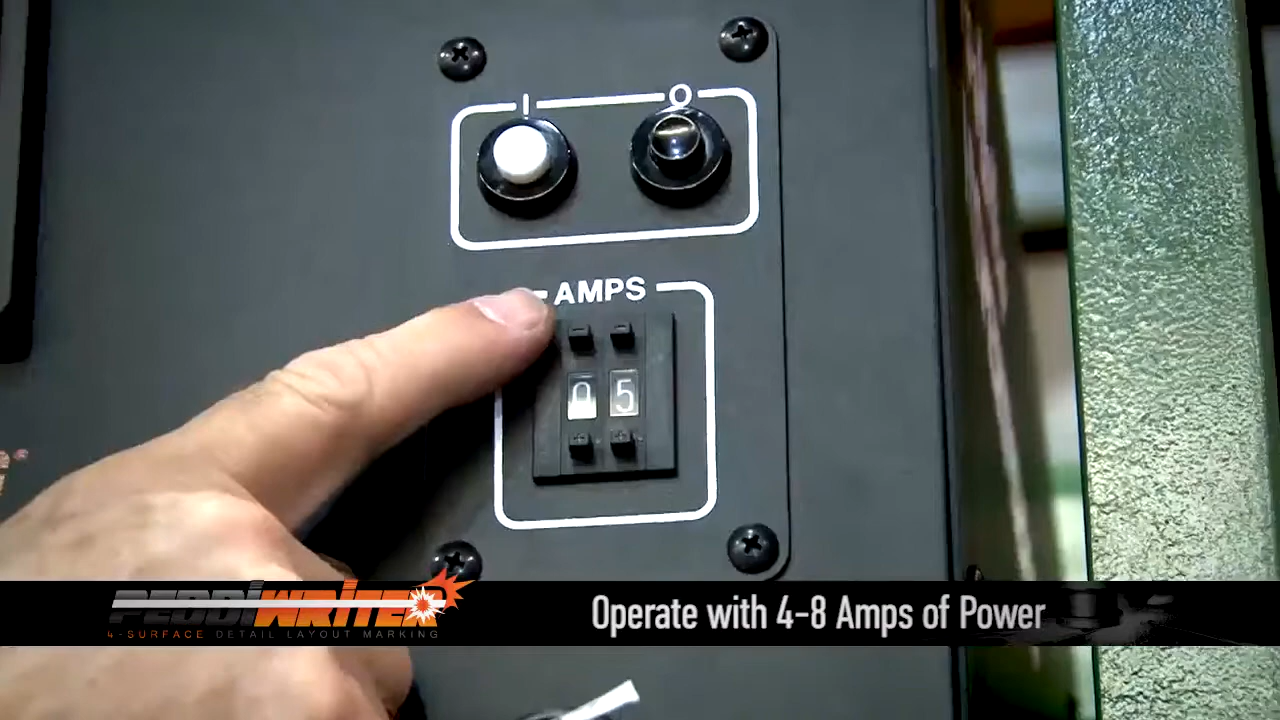 I O
AMPS
0 5
PEDDiWRiTER
4-SURFACE DETAIL LAYOUT MARKING
Operate with 4-8 Amps of Power